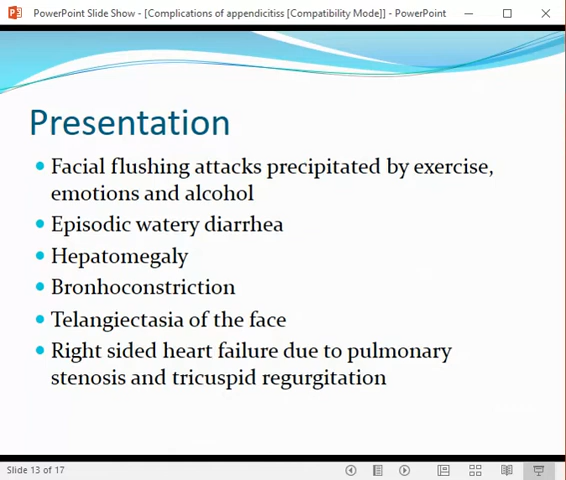 PowerPoint Slide Show - [Complications of appendicitiss [Compatibility Mode]] - PowerPoint
Presentation
• Facial flushing attacks precipitated by exercise,
emotions and alcohol
• Episodic watery diarrhea
• Hepatomegaly
• Bronhoconstriction
• Telangiectasia of the face
• Right sided heart failure due to pulmonary
stenosis and tricuspid regurgitation
Slide 13 of 17